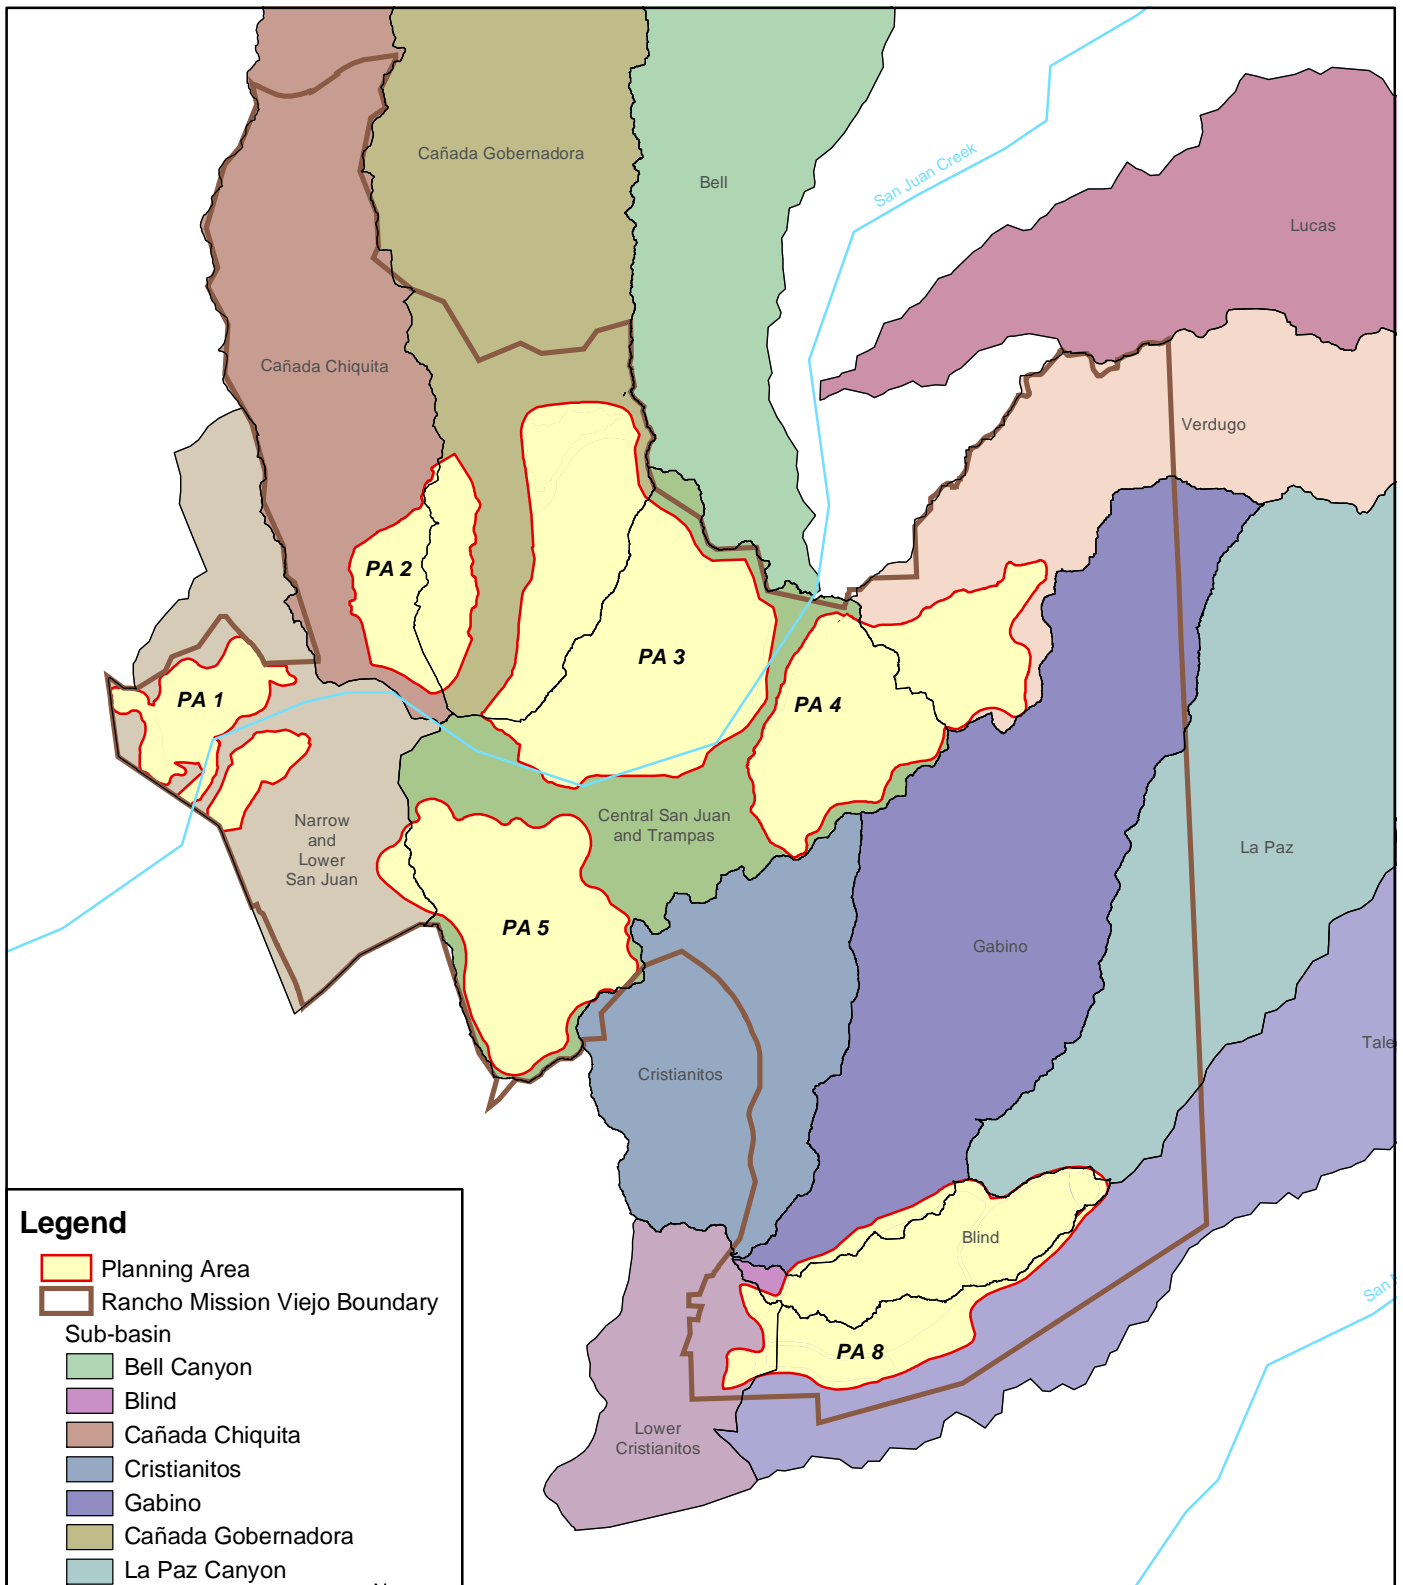 Cañada Gobernadora
Bell
San Juan Creek
Lucas
Cañada Chiquita
Verdugo
PA 2
PA 3
PA 1
PA 4
Narrow
and
Lower
San Juan
Central San Juan
and Trampas
La Paz
PA 5
Gabino
Tale
Cristianitos
Blind
San
PA 8
Lower
Cristianitos
Legend
Planning Area
Rancho Mission Viejo Boundary
Sub-basin
Bell Canyon
Blind
Cañada Chiquita
Cristianitos
Gabino
Cañada Gobernadora
La Paz Canyon